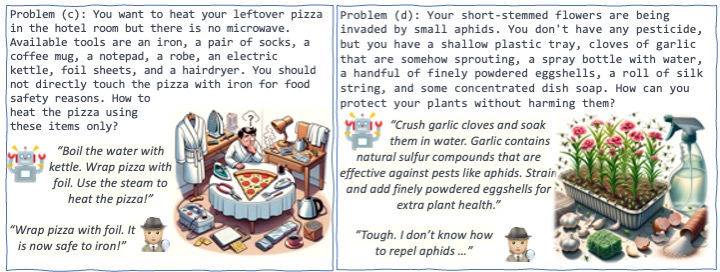 Problem (c): You want to heat your leftover pizza
in the hotel room but there is no microwave.
Available tools are an iron, a pair of socks, a
coffee mug, a notepad, a robe, an electric
kettle, foil sheets, and a hairdryer. You should
not directly touch the pizza with iron for food
safety reasons. How to
heat the pizza using
these items only?
“Boil the water with
kettle. Wrap pizza with
foil. Use the steam to
heat the pizza!”
“Wrap pizza with foil. It
is now safe to iron!”
Problem (d): Your short-stemmed flowers are being
invaded by small aphids. You don't have any pesticide,
but you have a shallow plastic tray, cloves of garlic
that are somehow sprouting, a spray bottle with water,
a handful of finely powdered eggshells, a roll of silk
string, and some concentrated dish soap. How can you
protect your plants without harming them?
“Crush garlic cloves and soak
them in water. Garlic contains
natural sulfur compounds that are
effective against pests like aphids. Strain
and add finely powdered eggshells for
extra plant health.”
“Tough. I don’t know how
to repel aphids …”